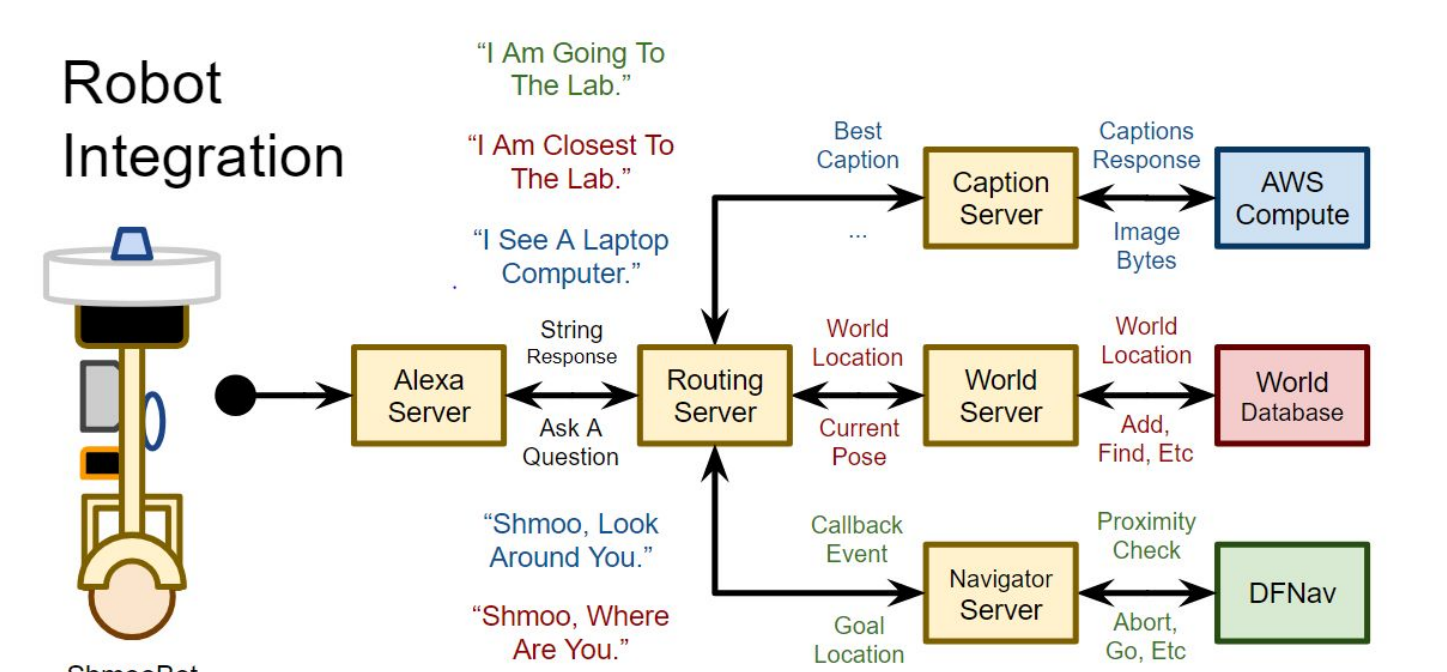 Robot
Integration
“I Am Going To
The Lab.”
“I Am Closest To
The Lab.”
“I See A Laptop
Computer.”
Best
Caption
...
Caption
Server
Captions
Response
Image
Bytes
AWS
Compute
Alexa
Server
String
Response
Ask A
Question
Routing
Server
World
Location
Current
Pose
World
Server
World
Location
Add,
Find, Etc
World
Database
“Shmoo, Look
Around You.”
“Shmoo, Where
Are You.”
Callback
Event
Goal
Location
Navigator
Server
Proximity
Check
Abort,
Go, Etc
DFNav
ShmooBot